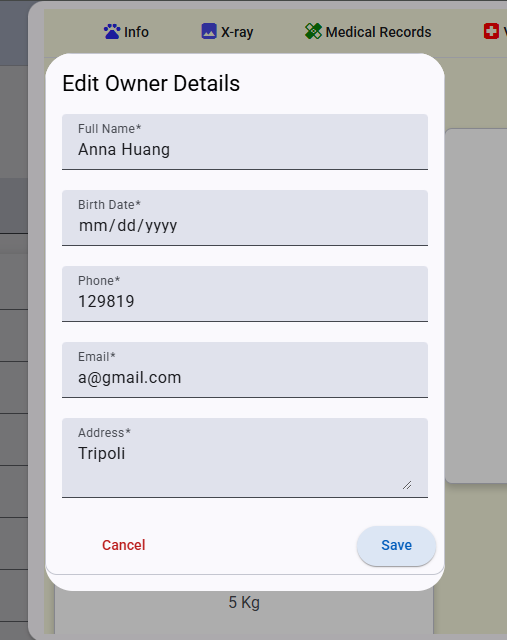 Info
X-ray
Medical Records
Edit Owner Details
Full Name*
Anna Huang
Birth Date*
mm/dd/yyyy
Phone*
129819
Email*
a@gmail.com
Address*
Tripoli
Cancel
Save
5 Kg